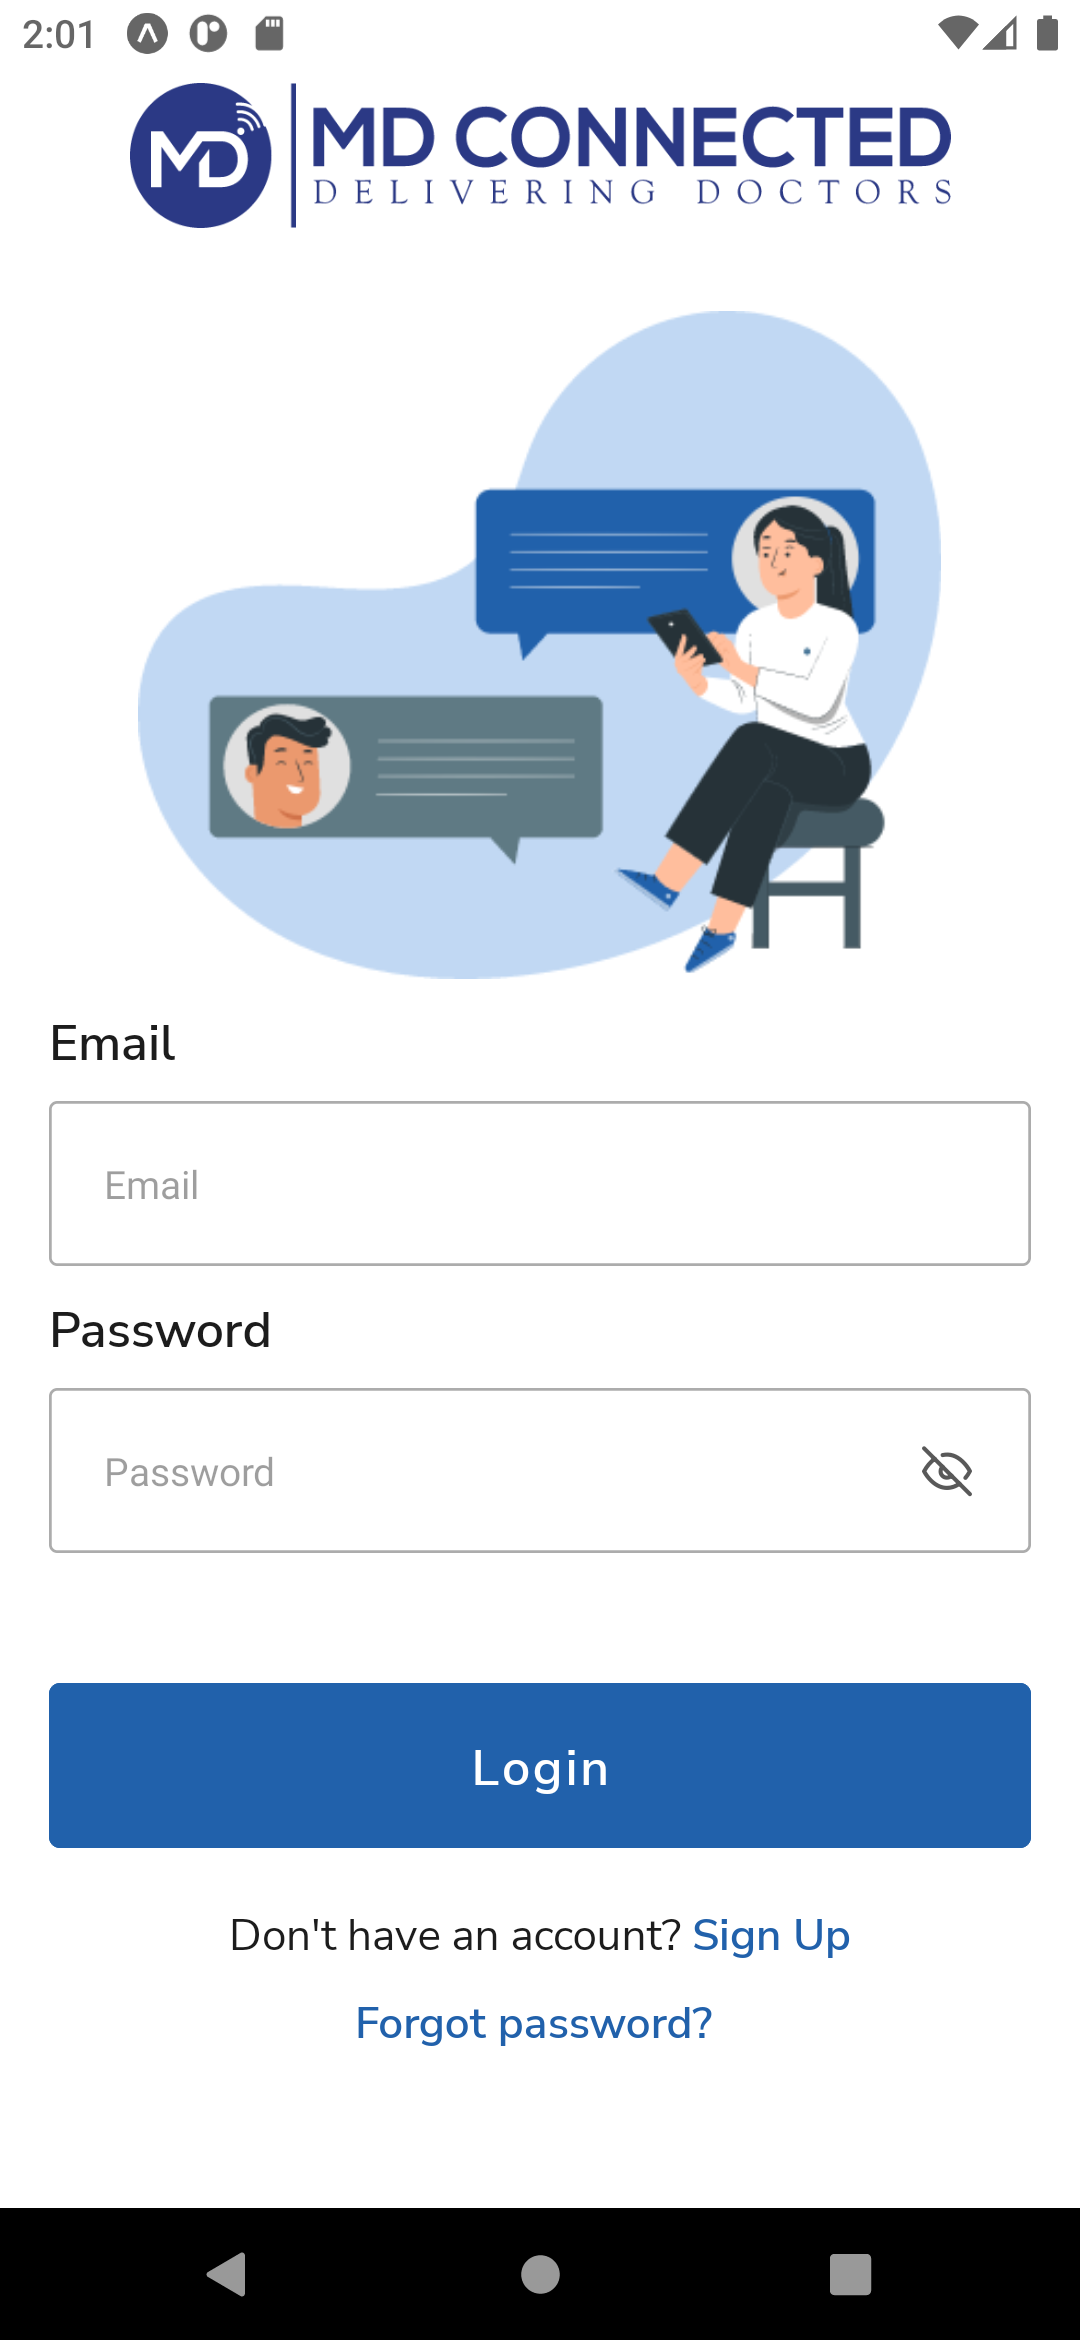 2:01
MD
MD CONNECTED
DELIVERING DOCTORS
Email
Email
Password
Password
Login
Don't have an account? Sign Up
Forgot password?